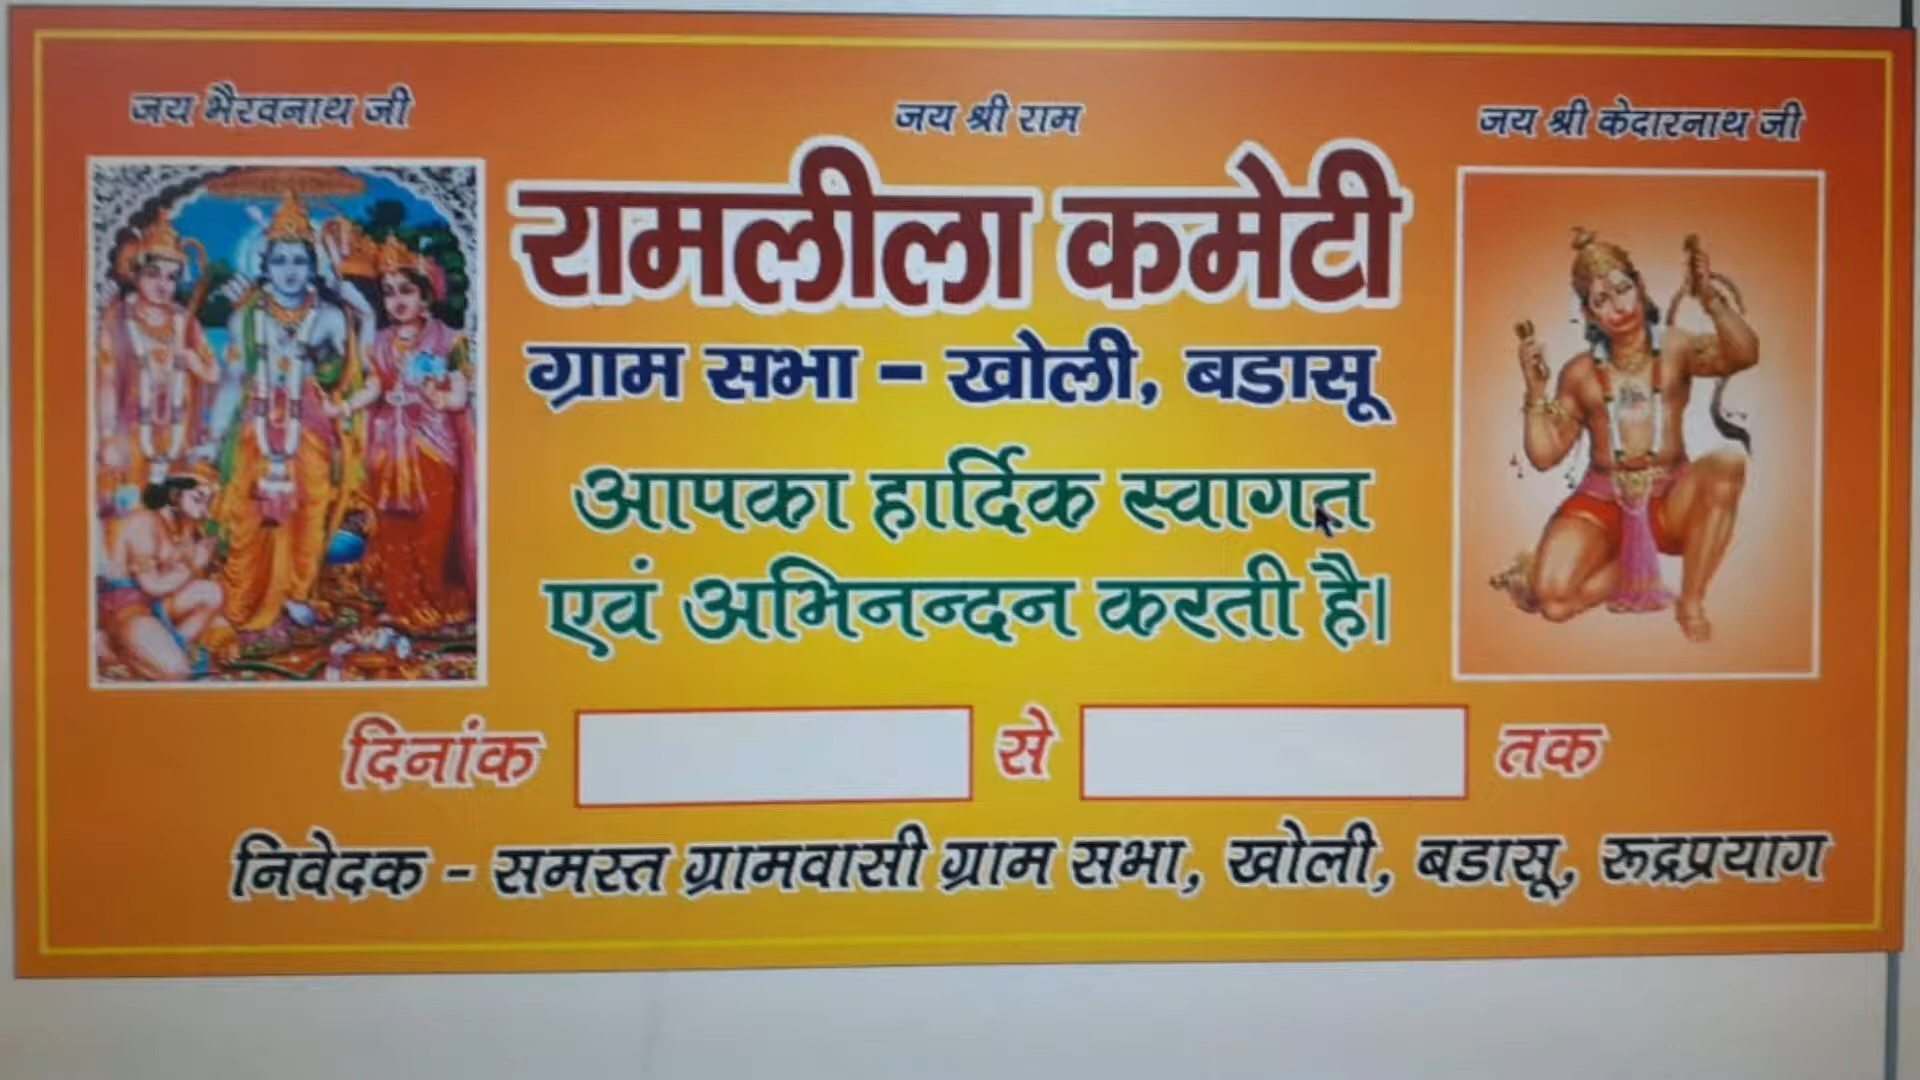 जय भैरवनाथ जी
जय श्री राम
जय श्री केदारनाथ जी
रामलीला कमेटी
ग्राम सभा - खोली, बडासू
आपका हार्दिक स्वागत
एवं अभिनन्दन करती है।
दिनांक से तक
निवेदक - समस्त ग्रामवासी ग्राम सभा, खोली, बडासू, रूद्रप्रयाग